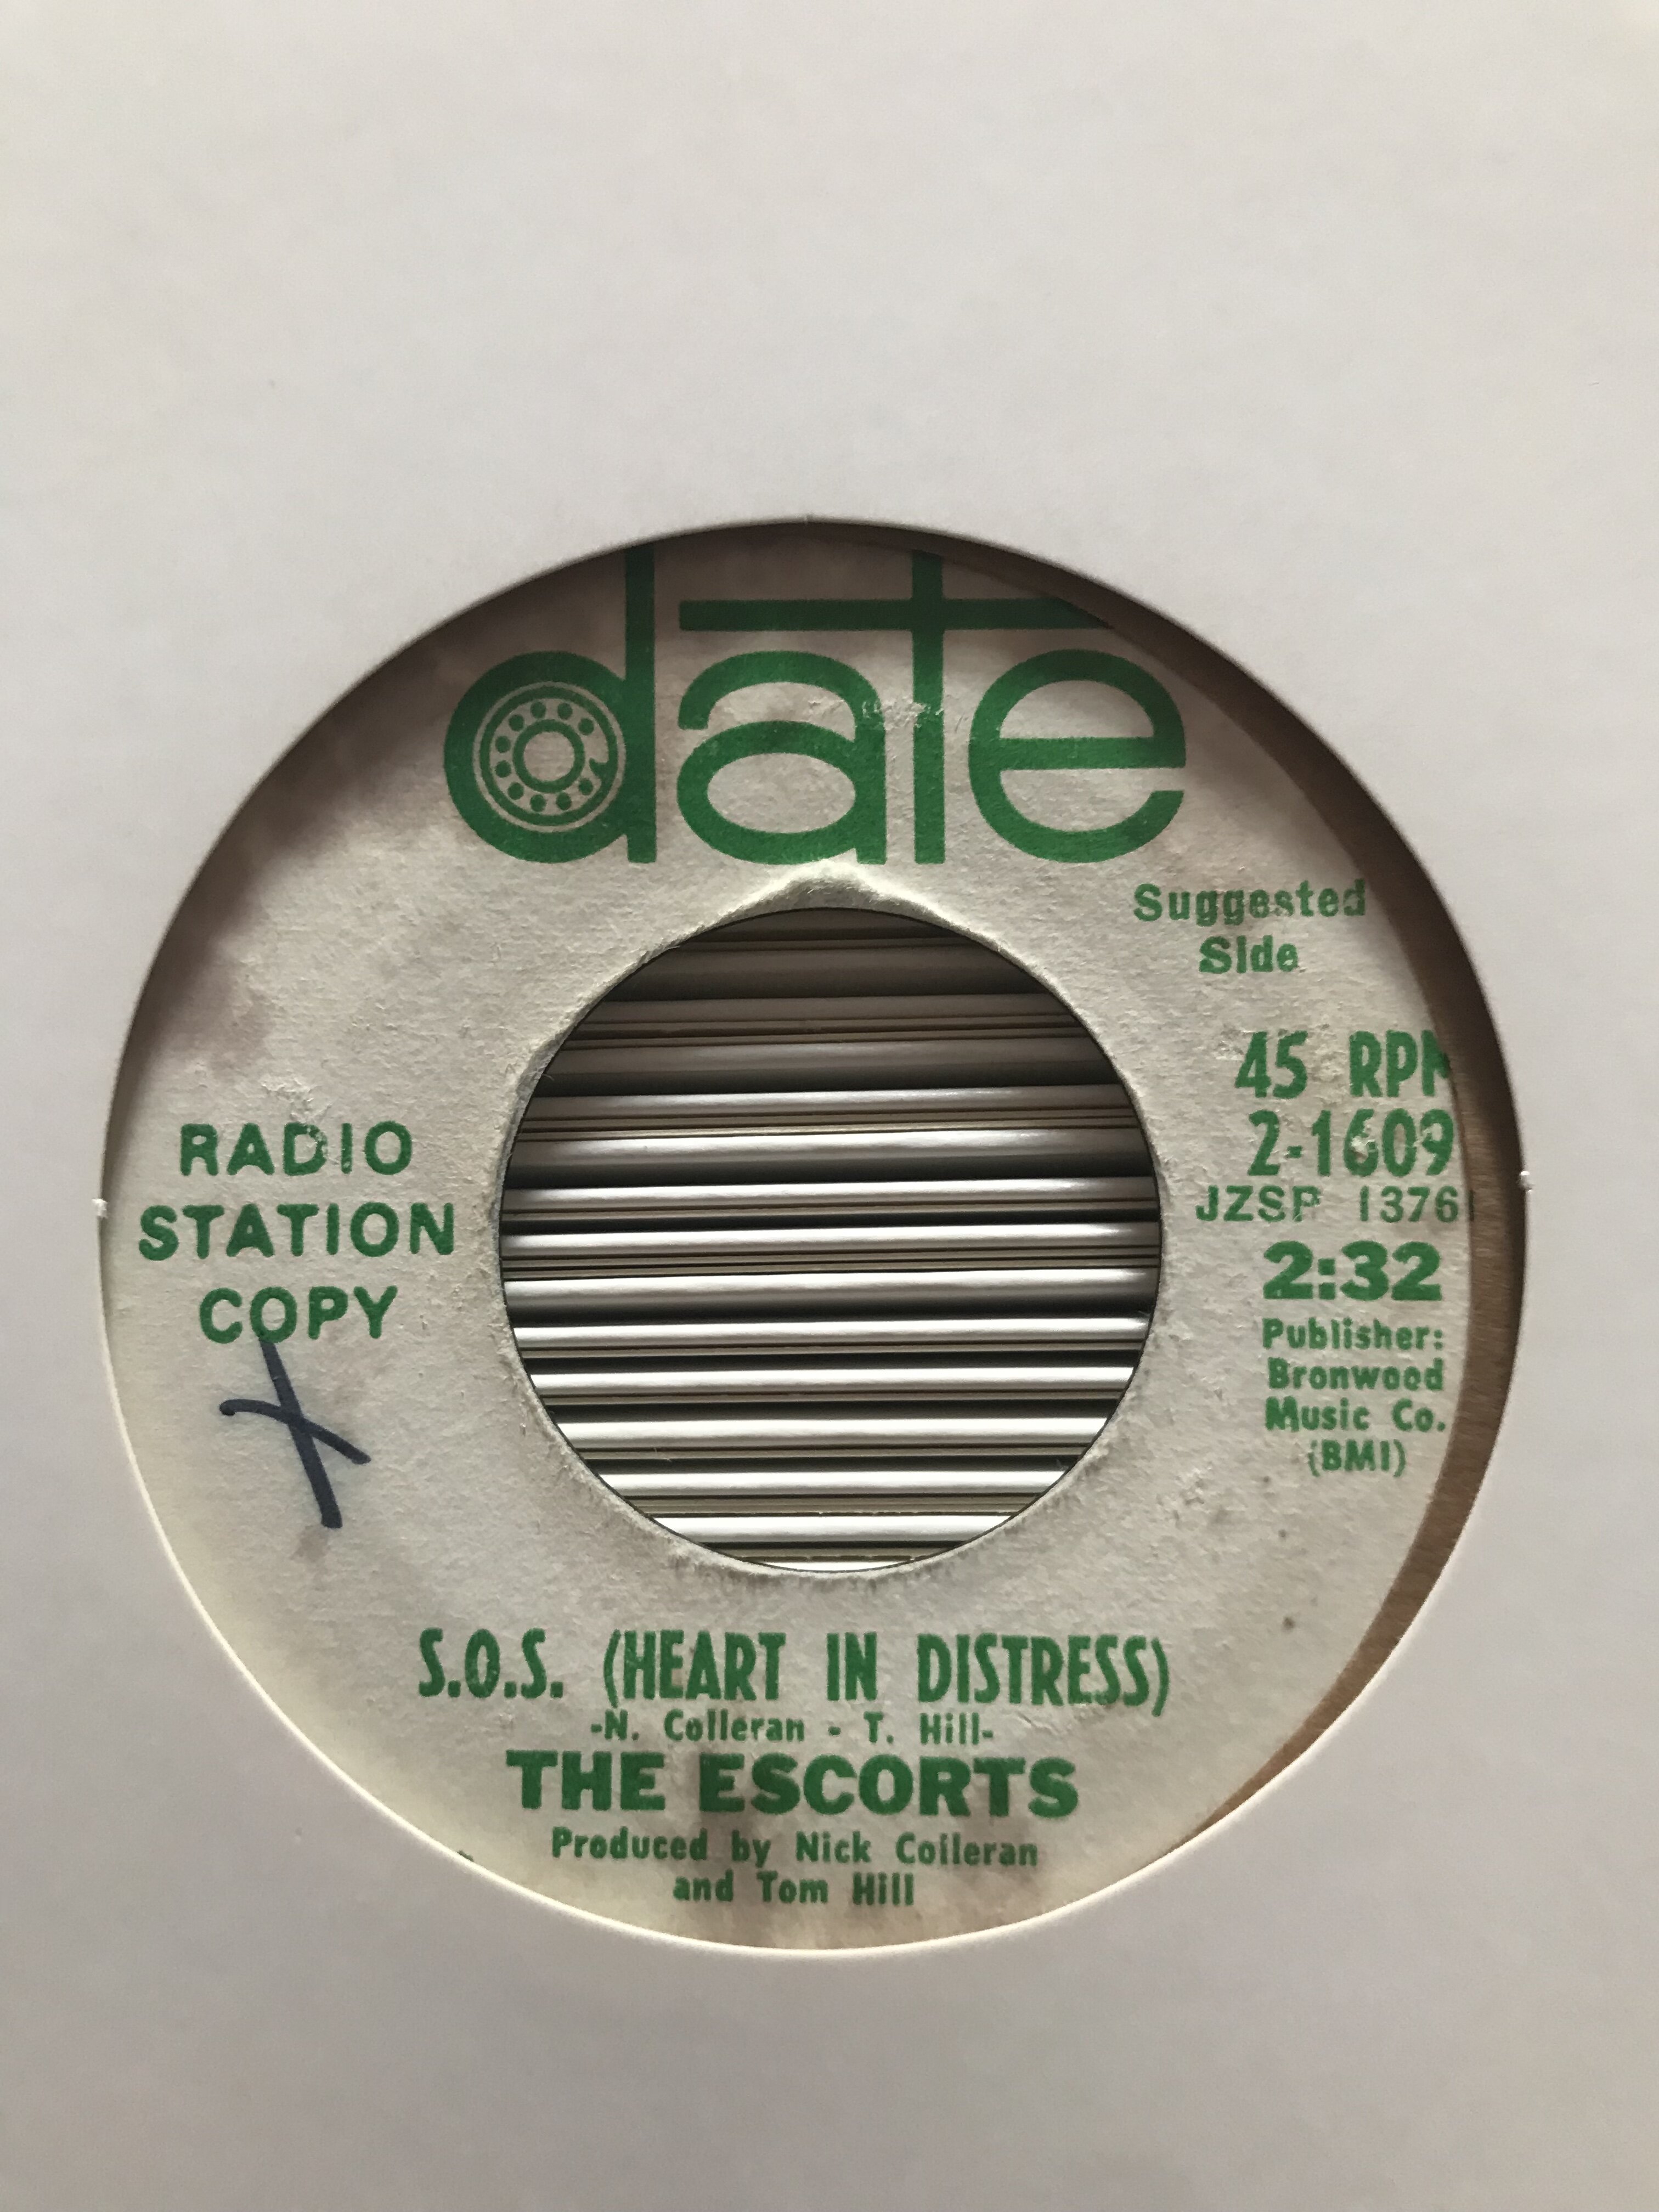 date
Suggested
Side
45 RPM
2-1609
JZSP 1376
2:32
Publisher:
Bronwood
Music Co.
(BMI)
RADIO
STATION
COPY
S.O.S. (HEART IN DISTRESS)
-N. Colleran - T. Hill-
THE ESCORTS
Produced by Nick Colleran
and Tom Hill